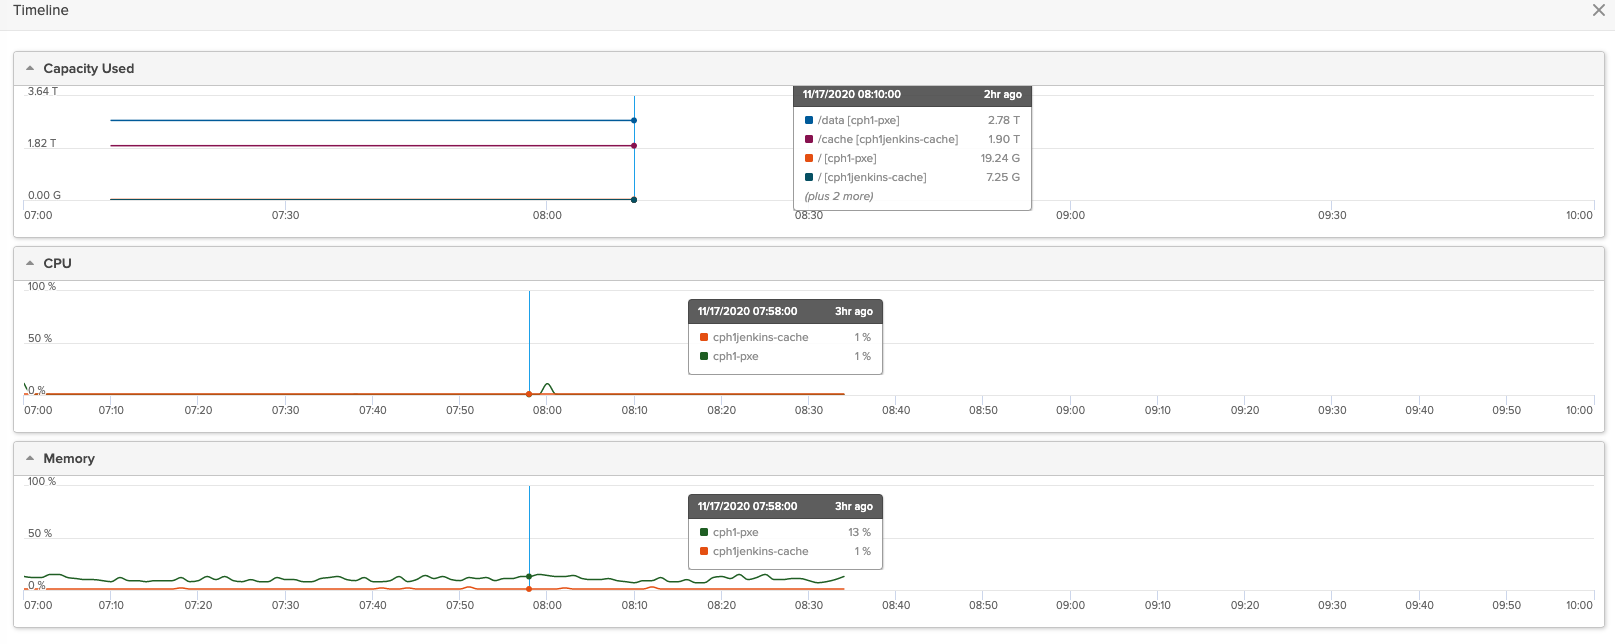 Timeline
Capacity Used
3.64 T
11/17/2020 08:10:00 2hr ago
/data [cph1-pxe] 2.78 T
/cache [cph1jenkins-cache] 1.90 T
/ [cph1-pxe] 19.24 G
/ [cph1jenkins-cache] 7.25 G
(plus 2 more)
1.82 T
0.00 G
07:00 07:30 08:00 08:30 09:00 09:30 10:00
CPU
100 %
11/17/2020 07:58:00 3hr ago
cph1jenkins-cache 1 %
cph1-pxe 1 %
50 %
0 %
07:00 07:10 07:20 07:30 07:40 07:50 08:00 08:10 08:20 08:30 08:40 08:50 09:00 09:10 09:20 09:30 09:40 09:50 10:00
Memory
100 %
11/17/2020 07:58:00 3hr ago
cph1-pxe 13 %
cph1jenkins-cache 1 %
50 %
0 %
07:00 07:10 07:20 07:30 07:40 07:50 08:00 08:10 08:20 08:30 08:40 08:50 09:00 09:10 09:20 09:30 09:40 09:50 10:00